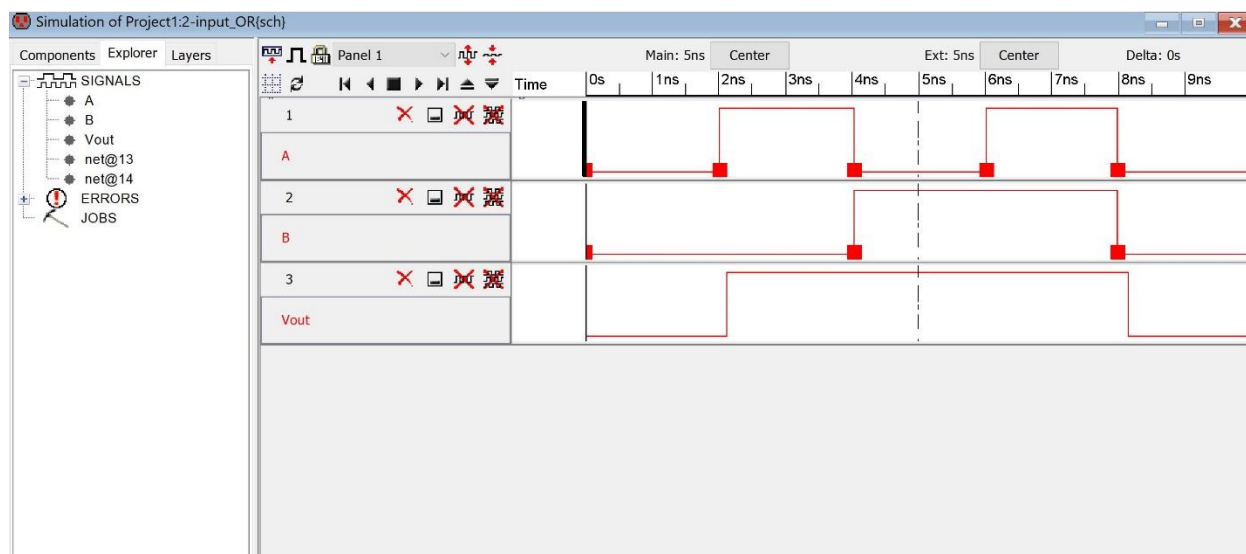 Simulation of Project1:2-input_OR{sch}
Components Explorer Layers
Panel 1
Main: 5ns Center Ext: 5ns Center Delta: 0s
Time 0s 1ns 2ns 3ns 4ns 5ns 6ns 7ns 8ns 9ns
SIGNALS
A
B
Vout
net@13
net@14
ERRORS
JOBS
1
A
2
B
3
Vout